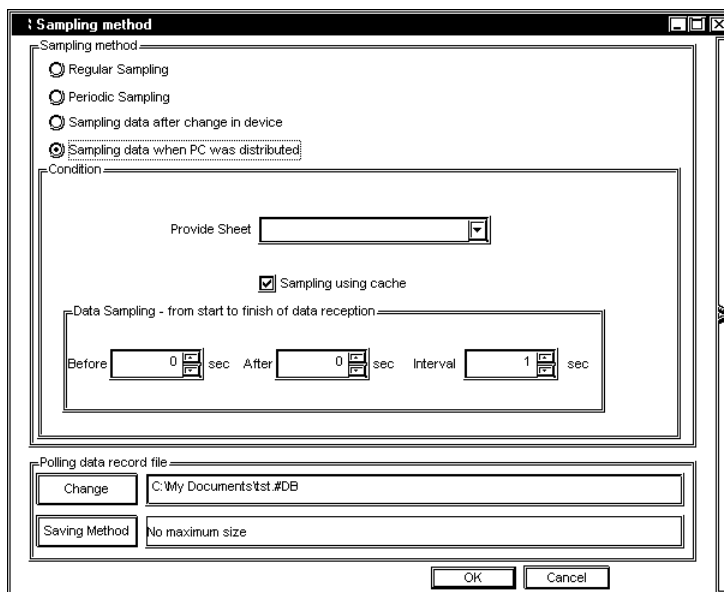 Sampling method
Sampling method
Regular Sampling
Periodic Sampling
Sampling data after change in device
Sampling data when PC was distributed
Condition
Provide Sheet
Sampling using cache
Data Sampling - from start to finish of data reception
Before 0 sec After 0 sec Interval 1 sec
Polling data record file
Change C:\My Documents\tst.#DB
Saving Method No maximum size
OK Cancel